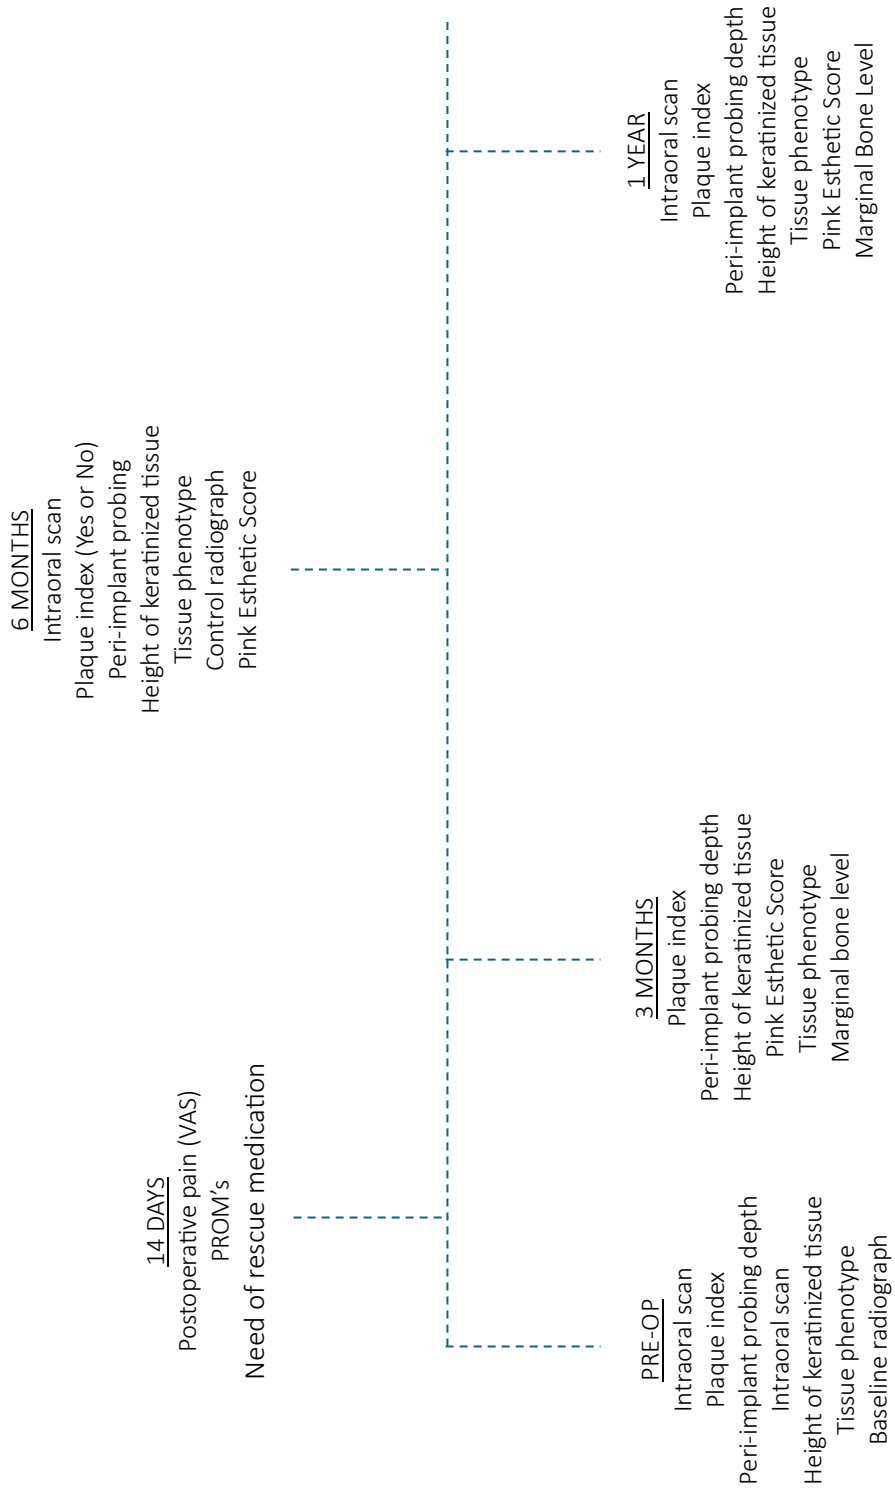 PRE-OP
Intraoral scan
Plaque index
Peri-implant probing depth
Intraoral scan
Height of keratinized tissue
Tissue phenotype
Baseline radiograph
14 DAYS
Postoperative pain (VAS)
PROM's
Need of rescue medication
3 MONTHS
Plaque index
Peri-implant probing depth
Height of keratinized tissue
Pink Esthetic Score
Tissue phenotype
Marginal bone level
6 MONTHS
Intraoral scan
Plaque index (Yes or No)
Peri-implant probing
Height of keratinized tissue
Tissue phenotype
Control radiograph
Pink Esthetic Score
1 YEAR
Intraoral scan
Plaque index
Peri-implant probing depth
Height of keratinized tissue
Tissue phenotype
Pink Esthetic Score
Marginal Bone Level